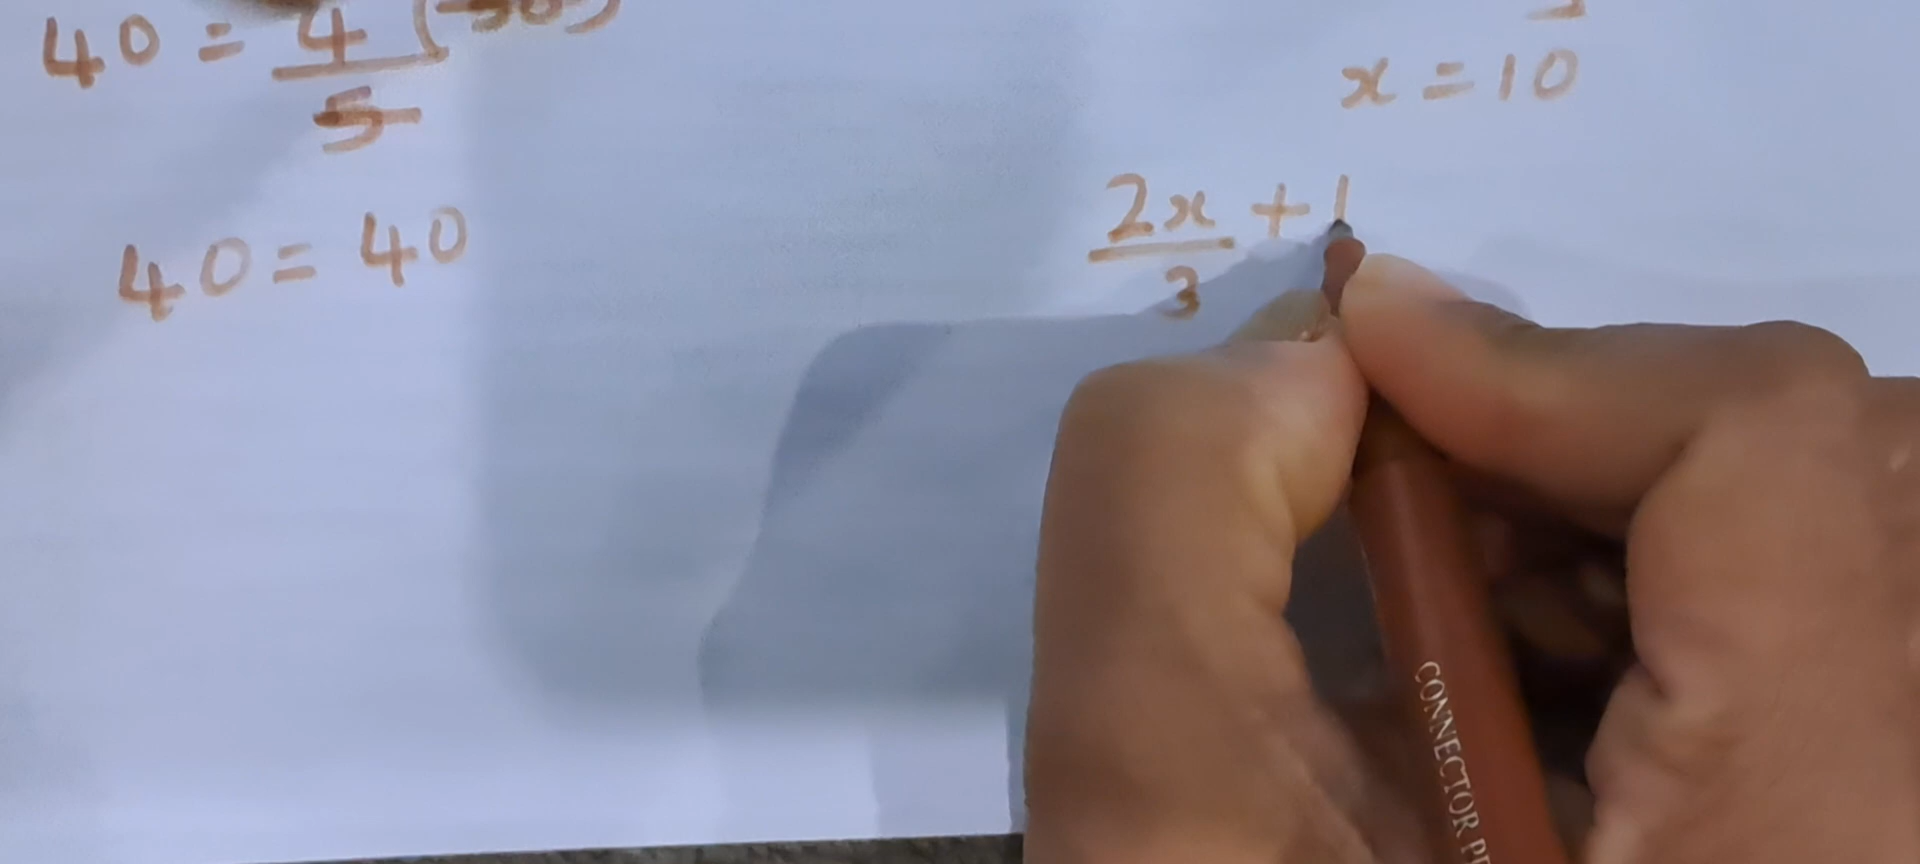 40 = 4
5
40 = 40
x = 10
2x + 1
3
CONNECTOR